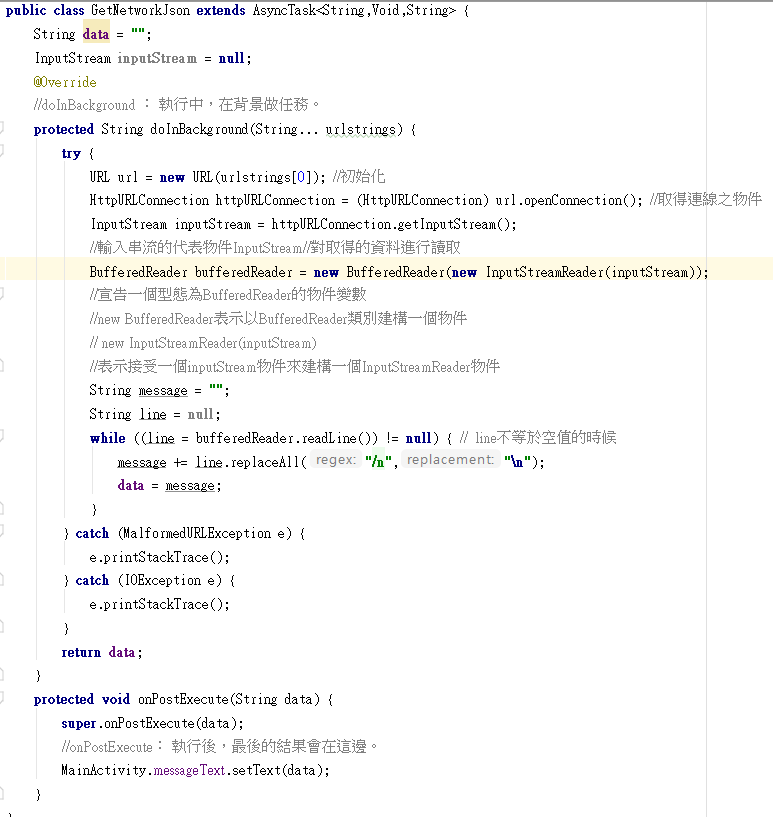 public class GetNetworkJson extends AsyncTask<String,Void,String> {
String data = "";
InputStream inputStream = null;
@Override
//doInBackground : 執行中，在背景做任務。
protected String doInBackground(String... urlstrings) {
try {
URL url = new URL(urlstrings[0]); //初始化
HttpURLConnection httpURLConnection = (HttpURLConnection) url.openConnection(); //取得連線之物件
InputStream inputStream = httpURLConnection.getInputStream();
//輸入串流的代表物件InputStream//對取得的資料進行讀取
BufferedReader bufferedReader = new BufferedReader(new InputStreamReader(inputStream));
//宣告一個型態為BufferedReader的物件變數
//new BufferedReader表示以BufferedReader類別建構一個物件
// new InputStreamReader(inputStream)
//表示接受一個inputStream物件來建構一個InputStreamReader物件
String message = "";
String line = null;
while ((line = bufferedReader.readLine()) != null) { // line不等於空值的時候
message += line.replaceAll( regex: "/n", replacement: "\n");
data = message;
}
} catch (MalformedURLException e) {
e.printStackTrace();
} catch (IOException e) {
e.printStackTrace();
}
return data;
}
protected void onPostExecute(String data) {
super.onPostExecute(data);
//onPostExecute : 執行後，最後的結果會在這邊。
MainActivity.messageText.setText(data);
}